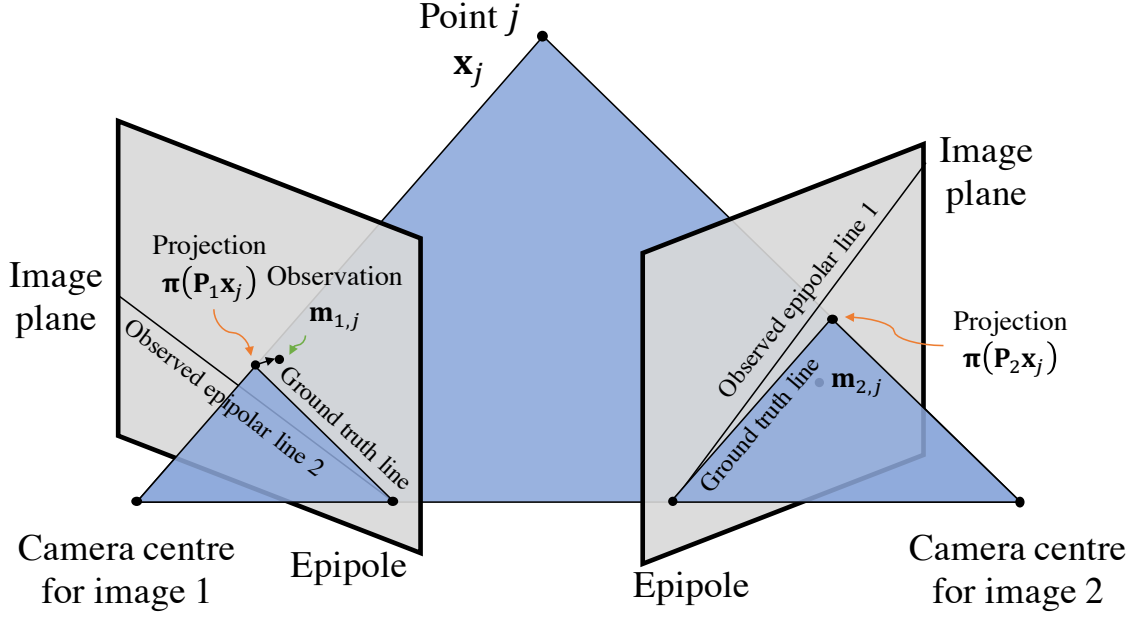 Point j
𝐱ⱼ
Image
plane
Projection
𝛑(𝐏₁𝐱ⱼ)
Observation
𝐦₁,ⱼ
Image
plane
Observed epipolar line 1
Observed epipolar line 2
Ground truth line
Ground truth line
Projection
𝛑(𝐏₂𝐱ⱼ)
𝐦₂,ⱼ
Camera centre
for image 1
Epipole
Epipole
Camera centre
for image 2